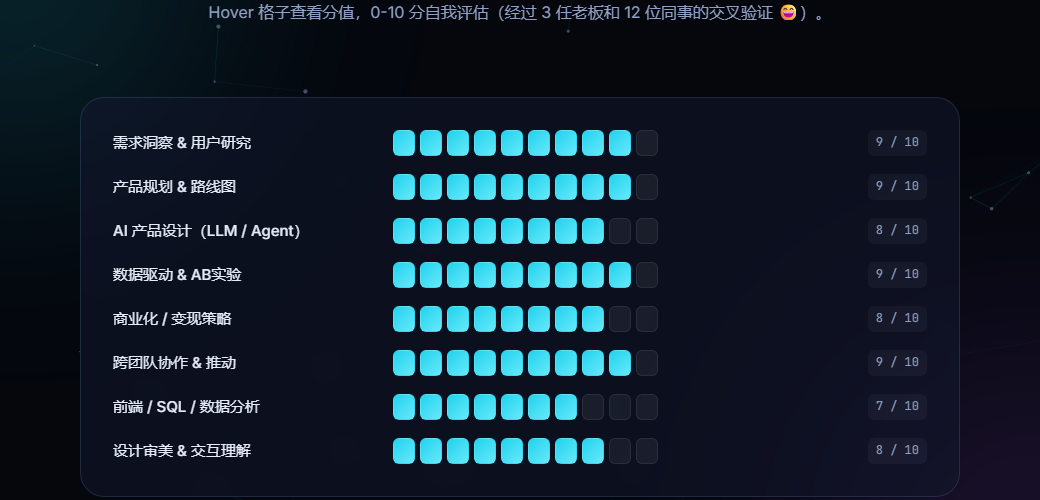 Hover 格子查看分值，0-10 分自我评估（经过 3 任老板和 12 位同事的交叉验证 😄）。
需求洞察 & 用户研究 9 / 10
产品规划 & 路线图 9 / 10
AI 产品设计（LLM / Agent） 8 / 10
数据驱动 & AB实验 9 / 10
商业化 / 变现策略 8 / 10
跨团队协作 & 推动 9 / 10
前端 / SQL / 数据分析 7 / 10
设计审美 & 交互理解 8 / 10